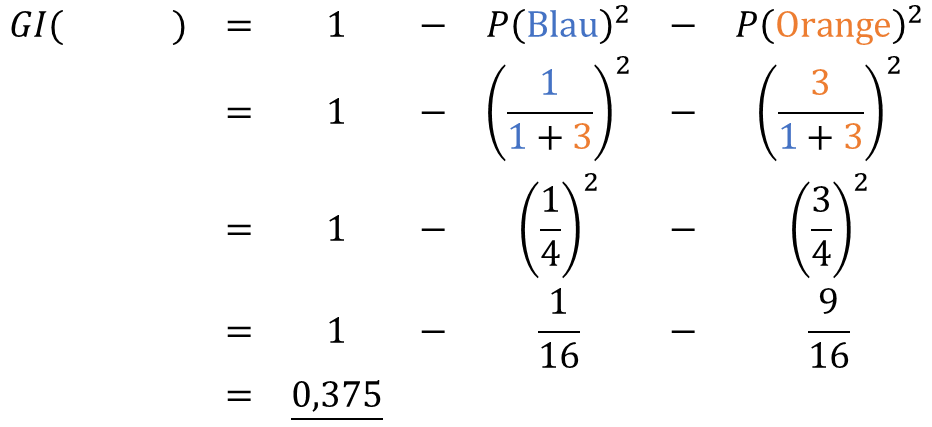 GI( ) = 1 − P(Blau)² − P(Orange)²
= 1 − (1/(1 + 3))² − (3/(1 + 3))²
= 1 − (1/4)² − (3/4)²
= 1 − 1/16 − 9/16
= 0,375